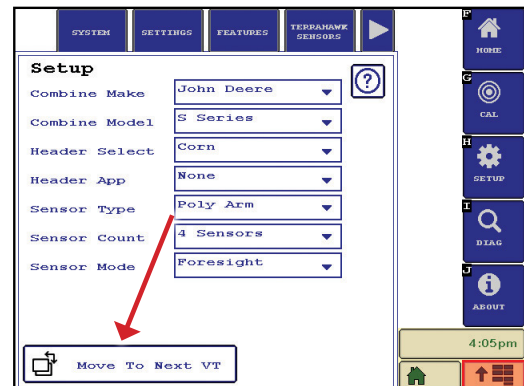 SYSTEM
SETTINGS
FEATURES
TERRAHAWK
SENSORS
Setup
?
Combine Make John Deere
Combine Model S Series
Header Select Corn
Header App None
Sensor Type Poly Arm
Sensor Count 4 Sensors
Sensor Mode Foresight
Move To Next VT
F
HOME
G
CAL
H
SETUP
I
DIAG
J
ABOUT
4:05pm